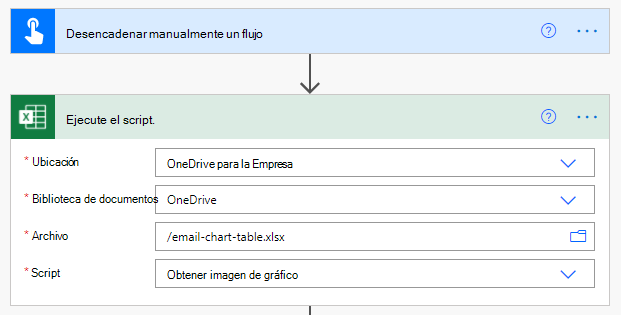 Desencadenar manualmente un flujo
Ejecute el script.
* Ubicación OneDrive para la Empresa
* Biblioteca de documentos OneDrive
* Archivo /email-chart-table.xlsx
* Script Obtener imagen de gráfico